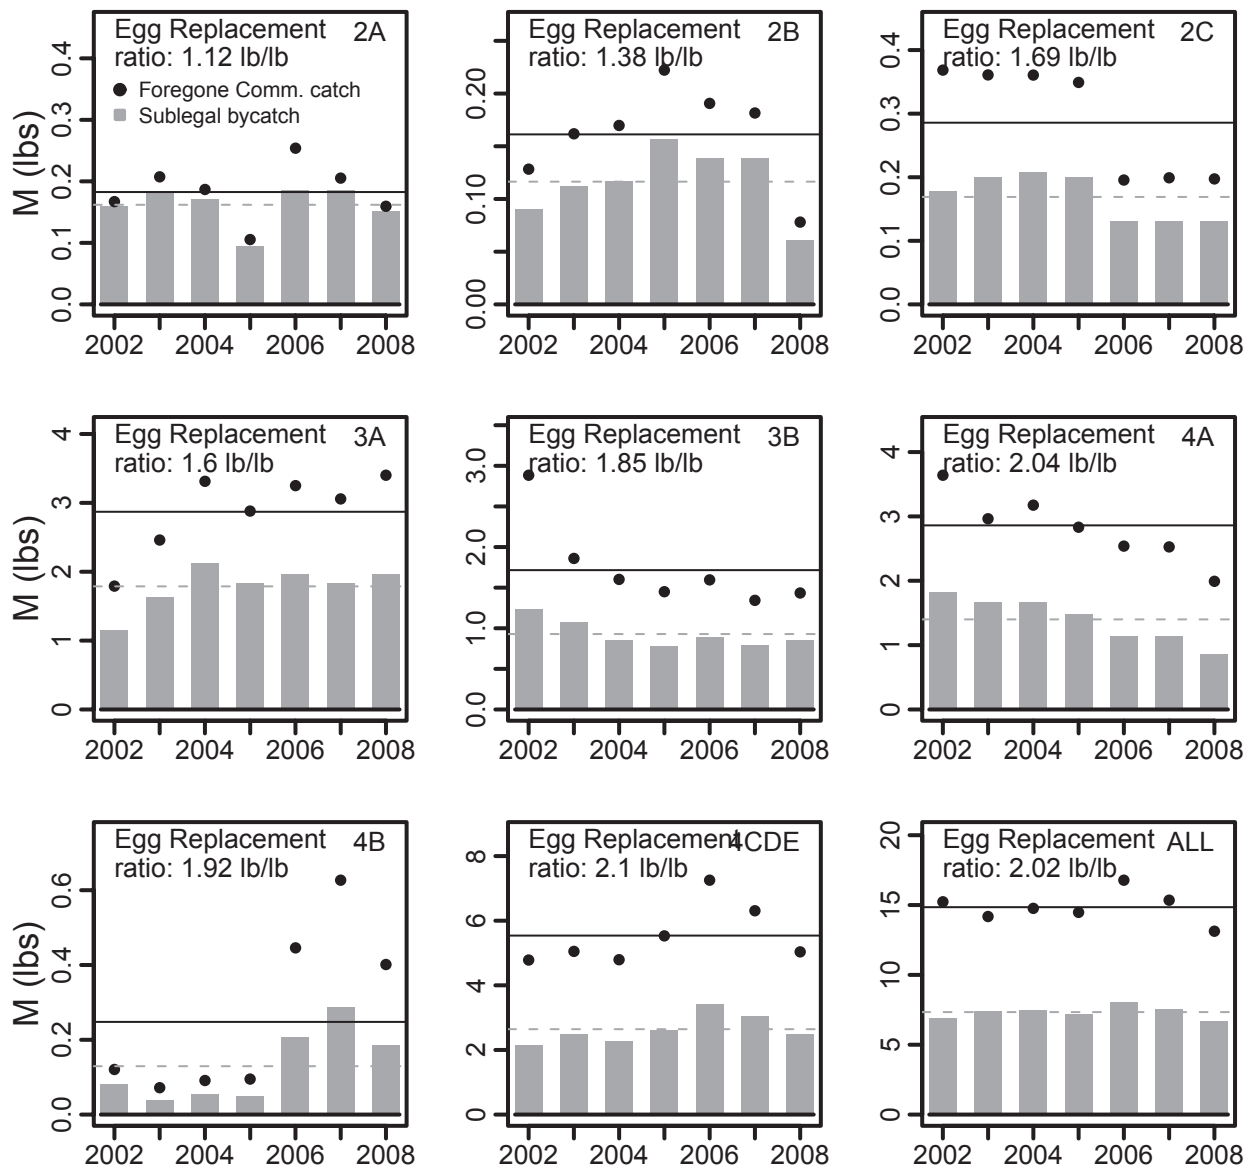 Egg Replacement 2A
ratio: 1.12 lb/lb
Foregone Comm. catch
Sublegal bycatch
M (lbs)
0.0 0.1 0.2 0.3 0.4
2002 2004 2006 2008
Egg Replacement 2B
ratio: 1.38 lb/lb
0.00 0.10 0.20
2002 2004 2006 2008
Egg Replacement 2C
ratio: 1.69 lb/lb
0.0 0.1 0.2 0.3 0.4
2002 2004 2006 2008
Egg Replacement 3A
ratio: 1.6 lb/lb
M (lbs)
0 1 2 3 4
2002 2004 2006 2008
Egg Replacement 3B
ratio: 1.85 lb/lb
0.0 1.0 2.0 3.0
2002 2004 2006 2008
Egg Replacement 4A
ratio: 2.04 lb/lb
0 1 2 3 4
2002 2004 2006 2008
Egg Replacement 4B
ratio: 1.92 lb/lb
M (lbs)
0.0 0.2 0.4 0.6
2002 2004 2006 2008
Egg Replacement 4CDE
ratio: 2.1 lb/lb
0 2 4 6 8
2002 2004 2006 2008
Egg Replacement ALL
ratio: 2.02 lb/lb
0 5 10 15 20
2002 2004 2006 2008